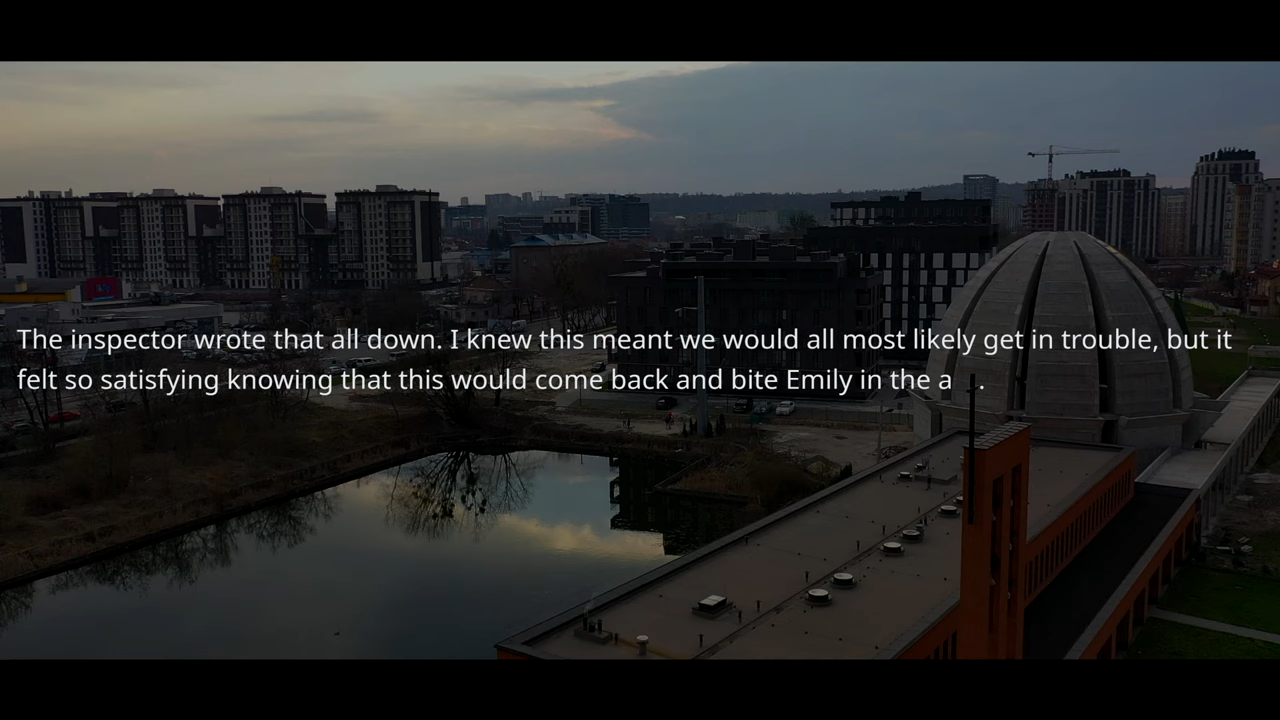 The inspector wrote that all down. I knew this meant we would all most likely get in trouble, but it
felt so satisfying knowing that this would come back and bite Emily in the a   .